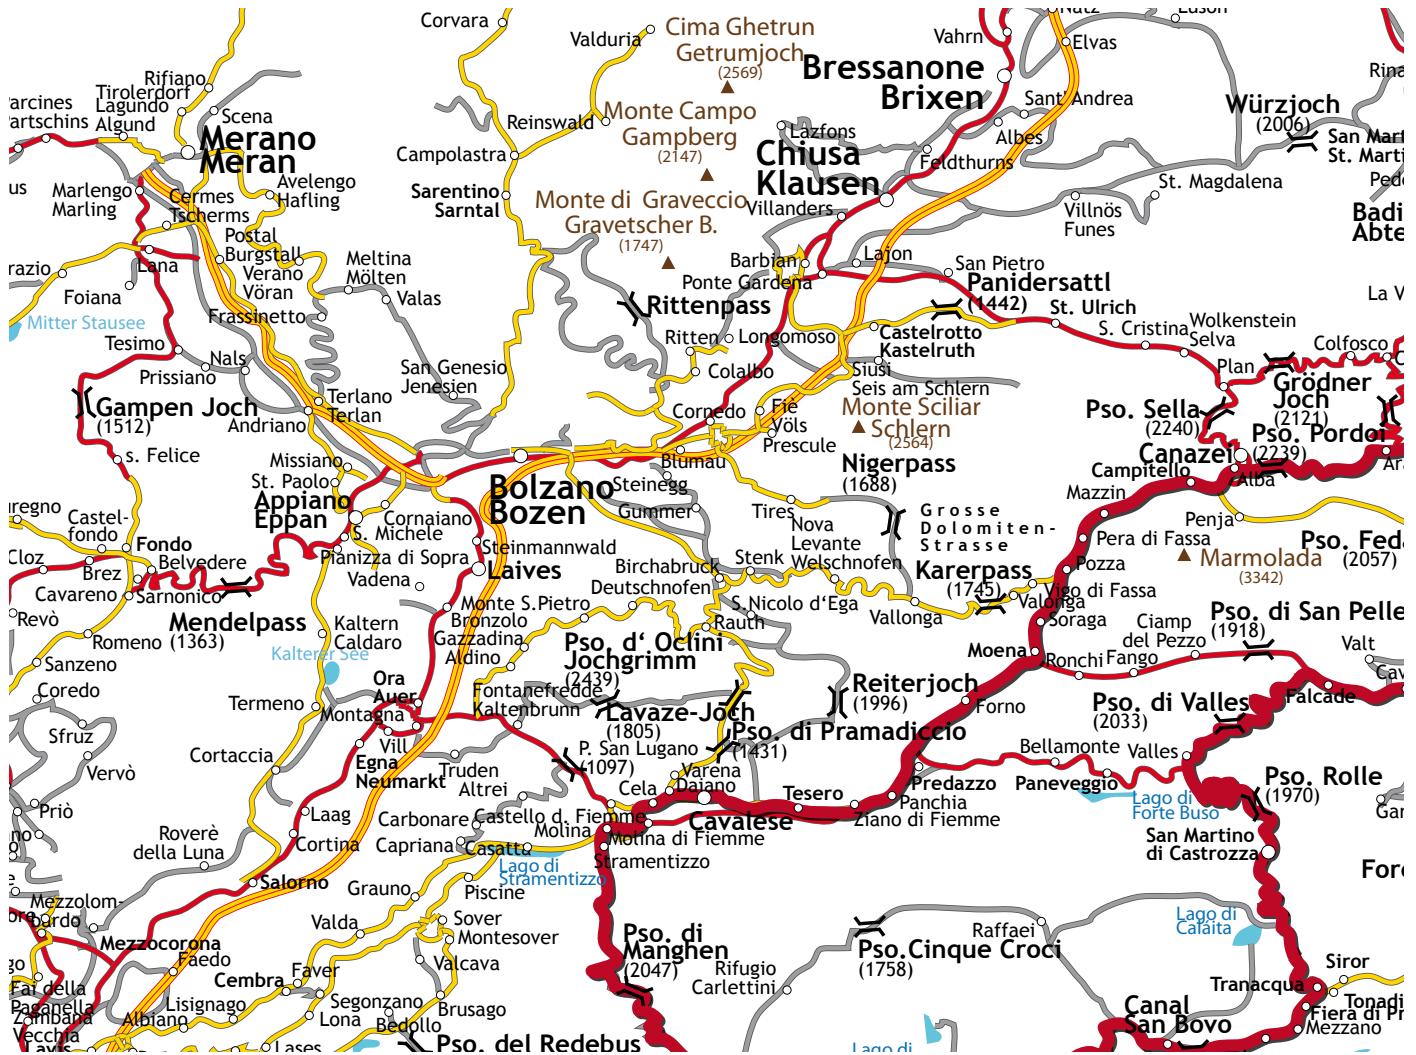 Corvara
Valduria
Cima Ghetrun
Getrumjoch
(2569)
Vahrn
Natz
Elvas
Luson
Rifiano
Tirolerdorf
Lagundo
Algund
Scena
Merano
Meran
Reinswald
Monte Campo
Gampberg
(2147)
Bressanone
Brixen
Sant' Andrea
Albes
Würzjoch
(2006)
San Mart
St. Marti
Campolastra
Lazfons
Chiusa
Klausen
Feldthurns
Marlengo
Marling
Cermes
Tscherms
Avelengo
Hafling
Sarentino
Sarntal
Monte di Graveccio
Gravetscher B.
(1747)
Villanders
St. Magdalena
Villnös
Funes
Postal
Burgstall
Verano
Vöran
Lana
Foiana
Meltina
Mölten
Valas
Frassinetto
Barbian
Ponte Gardena
Lajon
San Pietro
Panidersattl
(1442)
Rittenpass
St. Ulrich
S. Cristina
Wolkenstein
Selva
Plan
Colfosco
Mitter Stausee
Tesimo
Nals
Prissiano
Ritten
Longomoso
Colalbo
Castelrotto
Kastelruth
Siusi
Seis am Schlern
San Genesio
Jenesien
Grödner
Joch
(2121)
Gampen Joch
(1512)
Terlano
Terlan
Andriano
Cornedo
Fiè
Völs
Prescule
Monte Sciliar
Schlern
(2564)
Pso. Sella
(2240)
Pso. Pordoi
(2239)
s. Felice
Missiano
St. Paolo
Blumau
Nigerpass
(1688)
Canazei
Campitello
Alba
Appiano
Eppan
Bolzano
Bozen
Steinegg
Gummer
Tires
Mazzin
Castel-
fondo
Fondo
Cornaiano
S. Michele
Pianizza di Sopra
Nova
Levante
Welschnofen
Grosse
Dolomiten-
Strasse
Penja
Pera di Fassa
Marmolada
(3342)
Pso. Feda
(2057)
Cloz
Brez
Belvedere
Cavareno
Sarnonico
Vadena
Steinmannwald
Laives
Birchabruck
Deutschnofen
Stenk
Karerpass
(1745)
Pozza
Vigo di Fassa
Valonga
Revò
Romeno
Sanzeno
Mendelpass
(1363)
Kaltern
Caldaro
Kalterer See
Monte S.Pietro
Bronzolo
Gazzadina
Aldino
S.Nicolo d'Ega
Rauth
Vallonga
Soraga
Moena
Ronchi
Fango
Ciamp
del Pezzo
Pso. di San Pelle
(1918)
Valt
Coredo
Sfruz
Vervò
Termeno
Ora
Auer
Montagna
Pso. d' Oclini
Jochgrimm
(2439)
Fontanefredde
Kaltenbrunn
Lavaze-Joch
(1805)
Reiterjoch
(1996)
Forno
Pso. di Valles
(2033)
Falcade
Cortaccia
Vill
Egna
Neumarkt
Truden
Altrei
P. San Lugano
(1097)
Pso. di Pramadiccio
(1431)
Bellamonte
Valles
Paneveggio
Lago di
Forte Buso
Pso. Rolle
(1970)
Priò
Laag
Cortina
Roverè
della Luna
Carbonare
Capriana
Castello d. Fiemme
Molina
Casatta
Cela
Varena
Daiano
Cavalese
Molina di Fiemme
Stramentizzo
Lago di
Stramentizzo
Tesero
Panchia
Ziano di Fiemme
Predazzo
San Martino
di Castrozza
Salorno
Grauno
Piscine
Mezzolom-
bardo
Mezzocorona
Faedo
Valda
Sover
Montesover
Valcava
Cembra
Faver
Segonzano
Lona
Brusago
Bedollo
Pso. del Redebus
Pso. di
Manghen
(2047)
Rifugio
Carlettini
Pso.Cinque Croci
(1758)
Raffaei
Lago di
Calaita
Siror
Tranacqua
Tonadi
Fiera di Pr
Mezzano
Canal
San Bovo
Fai della
Paganella
Zambana
Vecchia
Lavis
Lisignago
Albiano
Lases
Lago di